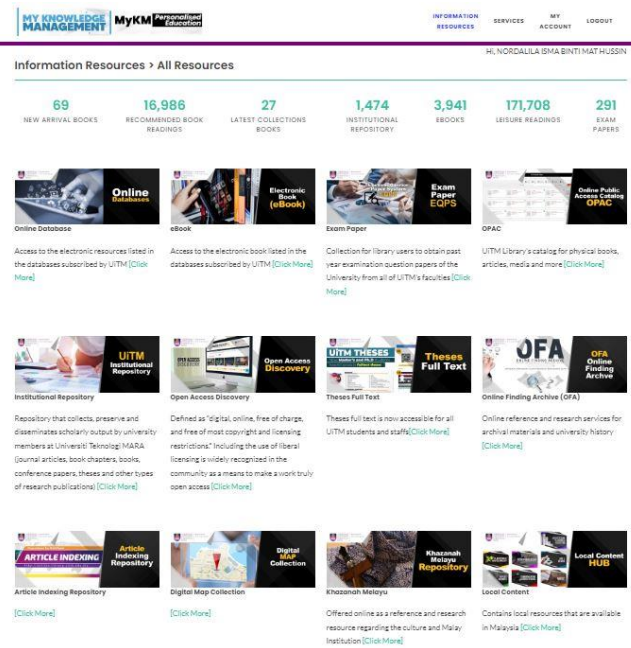 MY KNOWLEDGE
MANAGEMENT
MyKM Personalised
Education
INFORMATION
RESOURCES
SERVICES
MY
ACCOUNT
LOGOUT
HI, NORDALILA ISMA BINTI MAT HUSSIN
Information Resources > All Resources
69
NEW ARRIVAL BOOKS
16,986
RECOMMENDED BOOK
READINGS
27
LATEST COLLECTIONS
BOOKS
1,474
INSTITUTIONAL
REPOSITORY
3,941
EBOOKS
171,708
LEISURE READINGS
291
EXAM
PAPERS
Online
Databases
Online Database
Access to the electronic resources listed in
the databases subscribed by UiTM [Click
More]
Electronic
Book
(eBook)
eBook
Access to the electronic book listed in the
databases subscribed by UiTM [Click More]
Exam
Paper
EQPS
Exam Paper
Collection for library users to obtain past
year examination question papers of the
University from all of UiTM's faculties [Click
More]
Online Public
Access Catalog
OPAC
OPAC
UiTM Library's catalog for physical books,
articles, media and more [Click More]
UiTM
Institutional
Repository
Institutional Repository
Repository that collects, preserve and
disseminates scholarly output by university
members at Universiti Teknologi MARA
(journal articles, book chapters, books,
conference papers, theses and other types
of research publications) [Click More]
OPEN ACCESS
Open Access
Discovery
Open Access Discovery
Defined as "digital, online, free of charge,
and free of most copyright and licensing
restrictions." Including the use of liberal
licensing is widely recognized in the
community as a means to make a work truly
open access [Click More]
UiTM THESES
Theses
Full Text
Theses Full Text
Theses full text is now accessible for all
UiTM students and staffs[Click More]
OFA
ONLINE FINDING ARCHIVE
OFA
Online
Finding
Archve
Online Finding Archive (OFA)
Online reference and research services for
archival materials and university history
[Click More]
ARTICLE INDEXING
Article
Indexing
Repository
Article Indexing Repository
[Click More]
Digital
MAP
Collection
Digital Map Collection
[Click More]
Khazanah
Melayu
Repository
Khazanah Melayu
Offered online as a reference and research
resource regarding the culture and Malay
Institution [Click More]
Local Content
HUB
Local Content
Contains local resources that are available
in Malaysia [Click More]